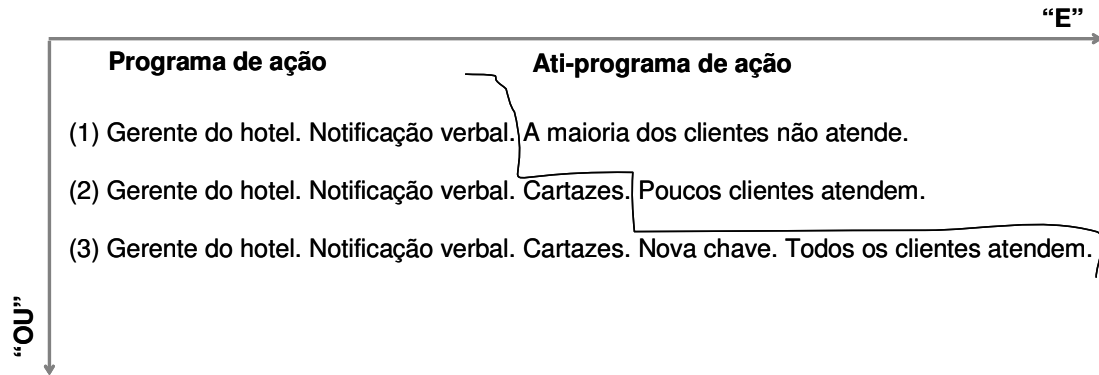 “E”
Programa de ação Ati-programa de ação
(1) Gerente do hotel. Notificação verbal. A maioria dos clientes não atende.
(2) Gerente do hotel. Notificação verbal. Cartazes. Poucos clientes atendem.
(3) Gerente do hotel. Notificação verbal. Cartazes. Nova chave. Todos os clientes atendem.
“OU”